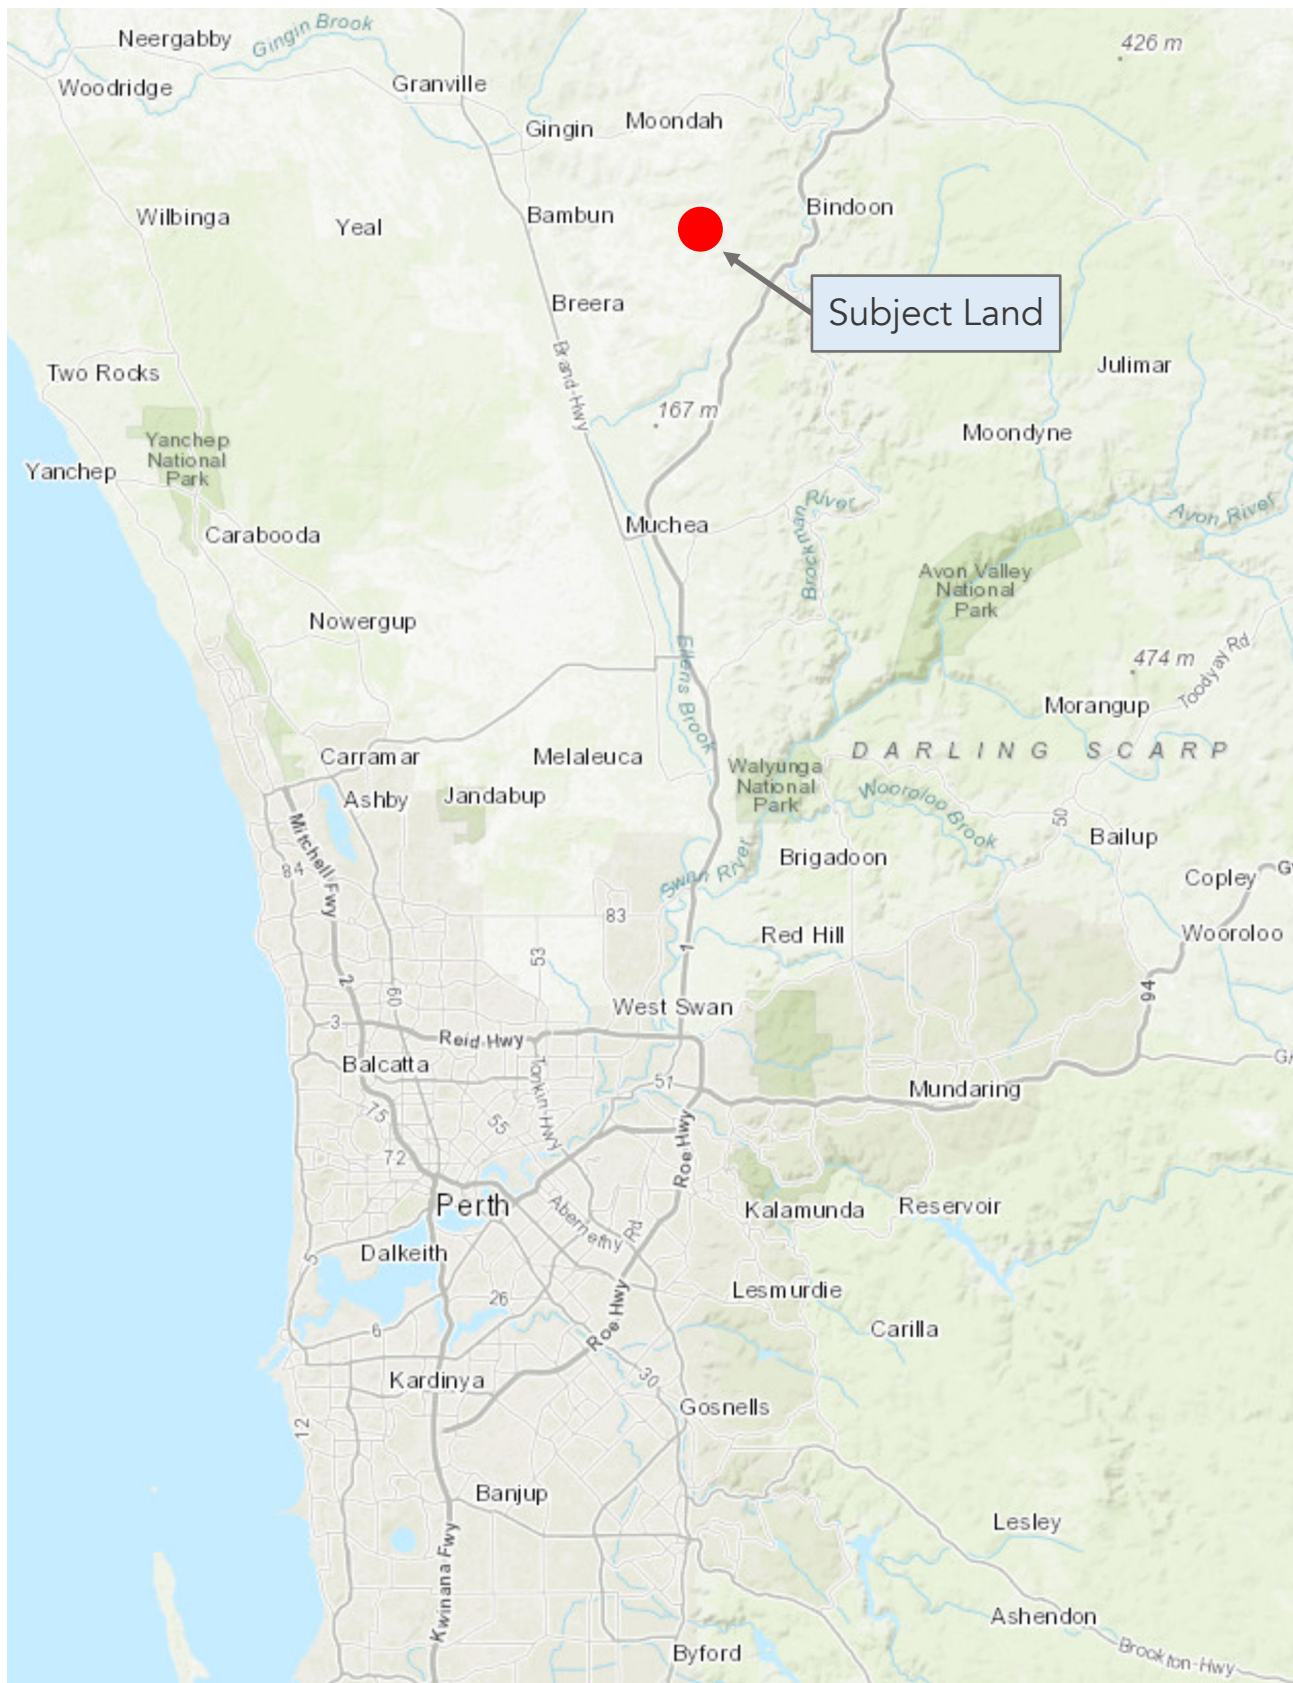 Neergabby
Gingin Brook
426 m
Woodridge
Granville
Gingin
Moondah
Wilbinga
Yeal
Bambun
Bindoon
Breera
Subject Land
Brand Hwy
Two Rocks
Julimar
167 m
Yanchep
National
Park
Moondyne
Yanchep
Carabooda
Muchea
Brockman
River
Avon River
Avon Valley
National
Park
Nowergup
Ellens Brook
474 m
Toodyay Rd
Morangup
Carramar
Melaleuca
DARLING SCARP
Walyunga
National
Park
Ashby
Jandabup
Wooroloo Brook
50
Mitchell Fwy
84
Bailup
Swan River
Brigadoon
Copley
83
Red Hill
Wooroloo
53
1
2
60
West Swan
94
3
Reid Hwy
Balcatta
Tonkin Hwy
51
Mundaring
75
55
72
Roe Hwy
Perth
Abernethy Rd
Kalamunda
Reservoir
Dalkeith
5
Lesmurdie
26
6
Roe Hwy
Carilla
Kardinya
30
12
Gosnells
Banjup
Lesley
Kwinana Fwy
Ashendon
Byford
Brookton Hwy